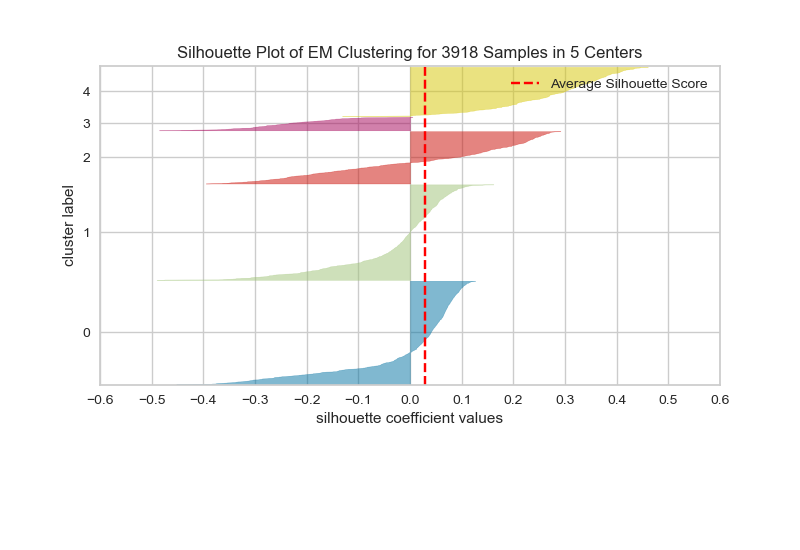 Silhouette Plot of EM Clustering for 3918 Samples in 5 Centers
Average Silhouette Score
4
3
2
1
0
cluster label
−0.6 −0.5 −0.4 −0.3 −0.2 −0.1 0.0 0.1 0.2 0.3 0.4 0.5 0.6
silhouette coefficient values